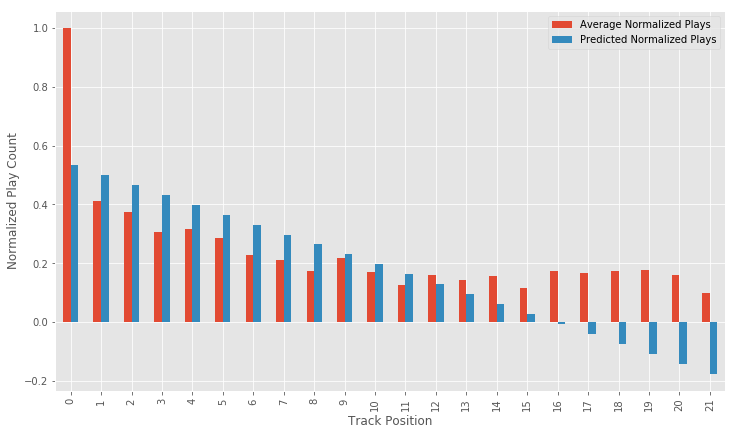 Average Normalized Plays
Predicted Normalized Plays
Normalized Play Count
1.0
0.8
0.6
0.4
0.2
0.0
−0.2
0 1 2 3 4 5 6 7 8 9 10 11 12 13 14 15 16 17 18 19 20 21
Track Position